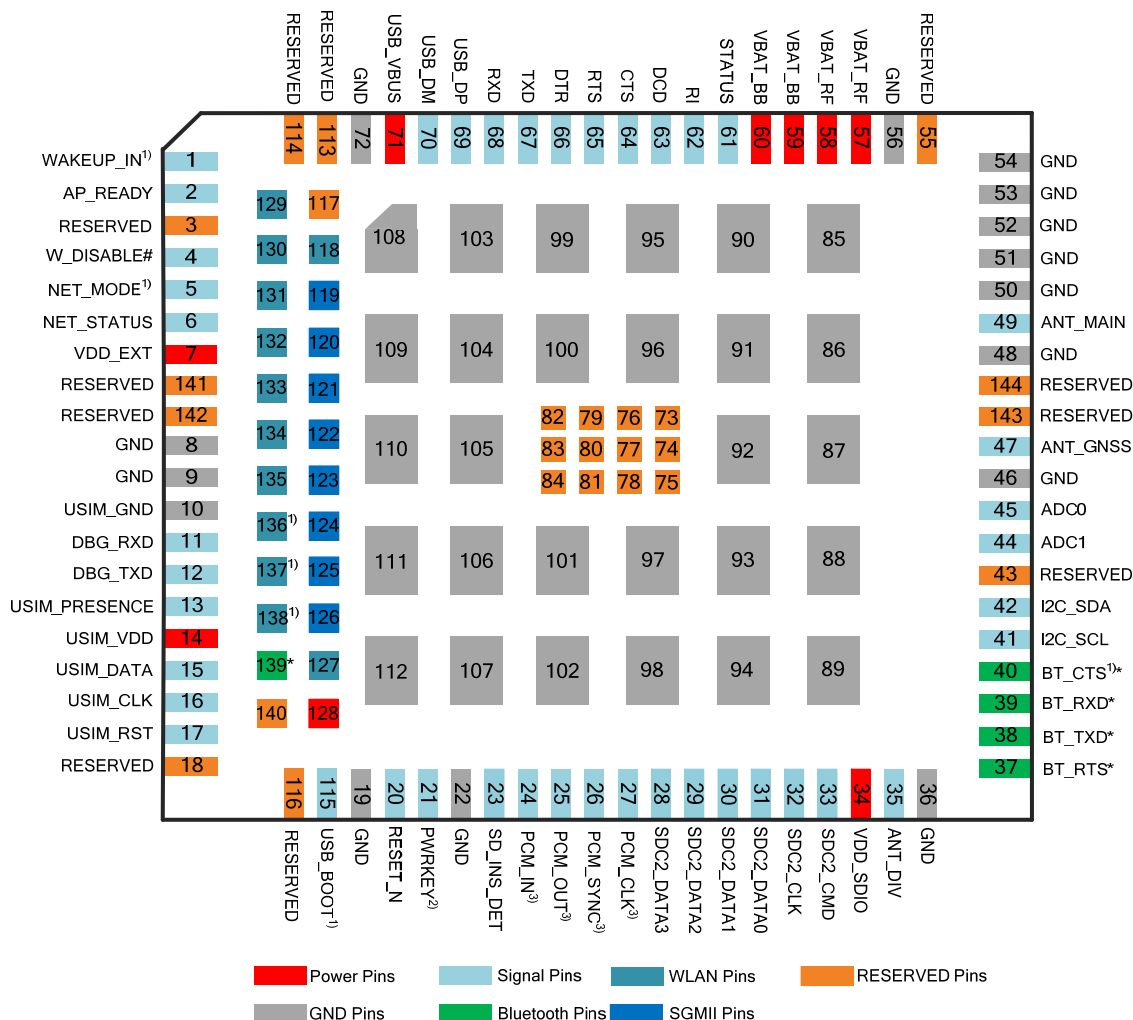 RESERVED
RESERVED
GND
USB_VBUS
USB_DM
USB_DP
RXD
TXD
DTR
RTS
CTS
DCD
RI
STATUS
VBAT_BB
VBAT_BB
VBAT_RF
VBAT_RF
GND
RESERVED
114
113
72
71
70
69
68
67
66
65
64
63
62
61
60
59
58
57
56
55
WAKEUP_IN1) 1
AP_READY 2
RESERVED 3
W_DISABLE# 4
NET_MODE1) 5
NET_STATUS 6
VDD_EXT 7
RESERVED 141
RESERVED 142
GND 8
GND 9
USIM_GND 10
DBG_RXD 11
DBG_TXD 12
USIM_PRESENCE 13
USIM_VDD 14
USIM_DATA 15
USIM_CLK 16
USIM_RST 17
RESERVED 18
129 117
130 118
131 119
132 120
133 121
134 122
135 123
136 1) 124
137 1) 125
138 1) 126
139* 127
140 128
108 103 99 95 90 85
109 104 100 96 91 86
110 105 92 87
82 79 76 73
83 80 77 74
84 81 78 75
111 106 101 97 93 88
112 107 102 98 94 89
54 GND
53 GND
52 GND
51 GND
50 GND
49 ANT_MAIN
48 GND
144 RESERVED
143 RESERVED
47 ANT_GNSS
46 GND
45 ADC0
44 ADC1
43 RESERVED
42 I2C_SDA
41 I2C_SCL
40 BT_CTS1)*
39 BT_RXD*
38 BT_TXD*
37 BT_RTS*
116
115
19
20
21
22
23
24
25
26
27
28
29
30
31
32
33
34
35
36
RESERVED
USB_BOOT1)
GND
RESET_N
PWRKEY2)
GND
SD_INS_DET
PCM_IN3)
PCM_OUT3)
PCM_SYNC3)
PCM_CLK3)
SDC2_DATA3
SDC2_DATA2
SDC2_DATA1
SDC2_DATA0
SDC2_CLK
SDC2_CMD
VDD_SDIO
ANT_DIV
GND
Power Pins Signal Pins WLAN Pins RESERVED Pins
GND Pins Bluetooth Pins SGMII Pins